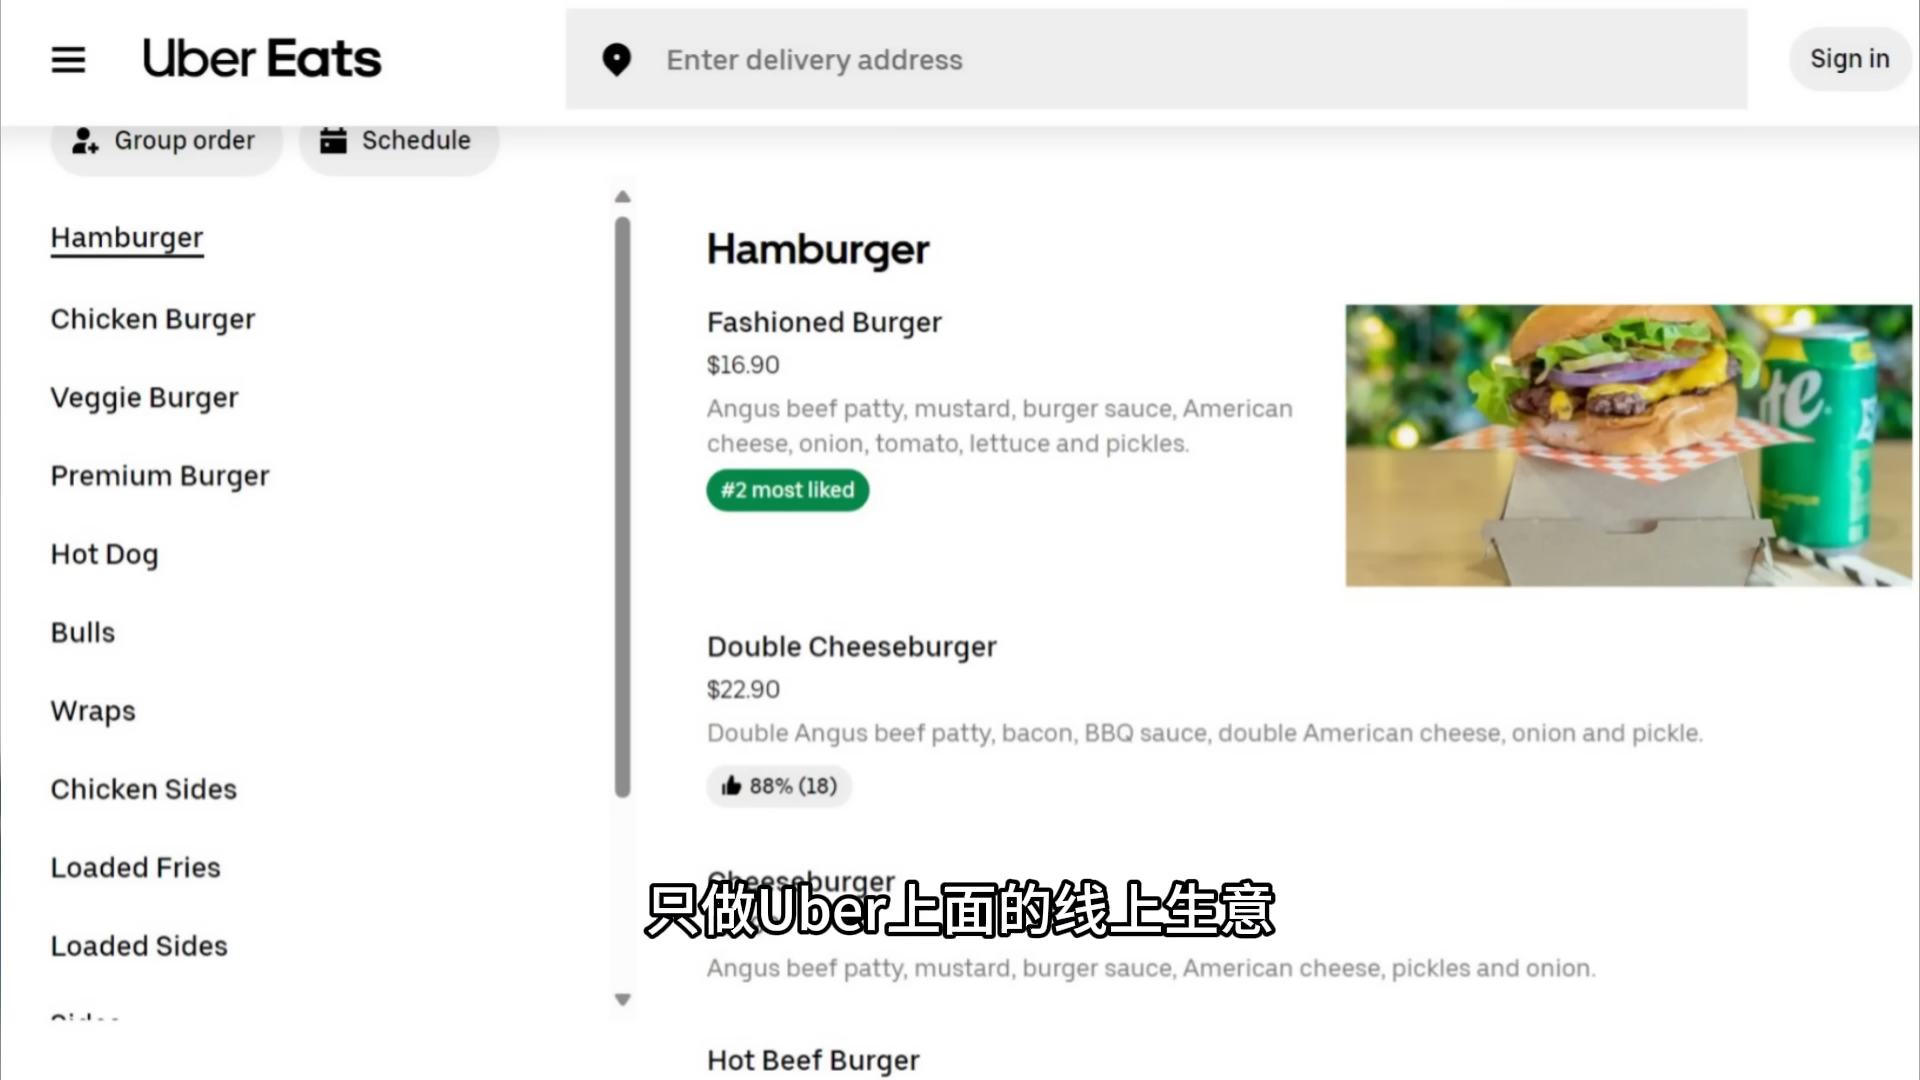 Uber Eats
Enter delivery address
Sign in
Group order
Schedule
Hamburger
Chicken Burger
Veggie Burger
Premium Burger
Hot Dog
Bulls
Wraps
Chicken Sides
Loaded Fries
Loaded Sides
Hamburger
Fashioned Burger
$16.90
Angus beef patty, mustard, burger sauce, American
cheese, onion, tomato, lettuce and pickles.
#2 most liked
Double Cheeseburger
$22.90
Double Angus beef patty, bacon, BBQ sauce, double American cheese, onion and pickle.
88% (18)
Cheeseburger
只做Uber上面的线上生意
Angus beef patty, mustard, burger sauce, American cheese, pickles and onion.
Hot Beef Burger